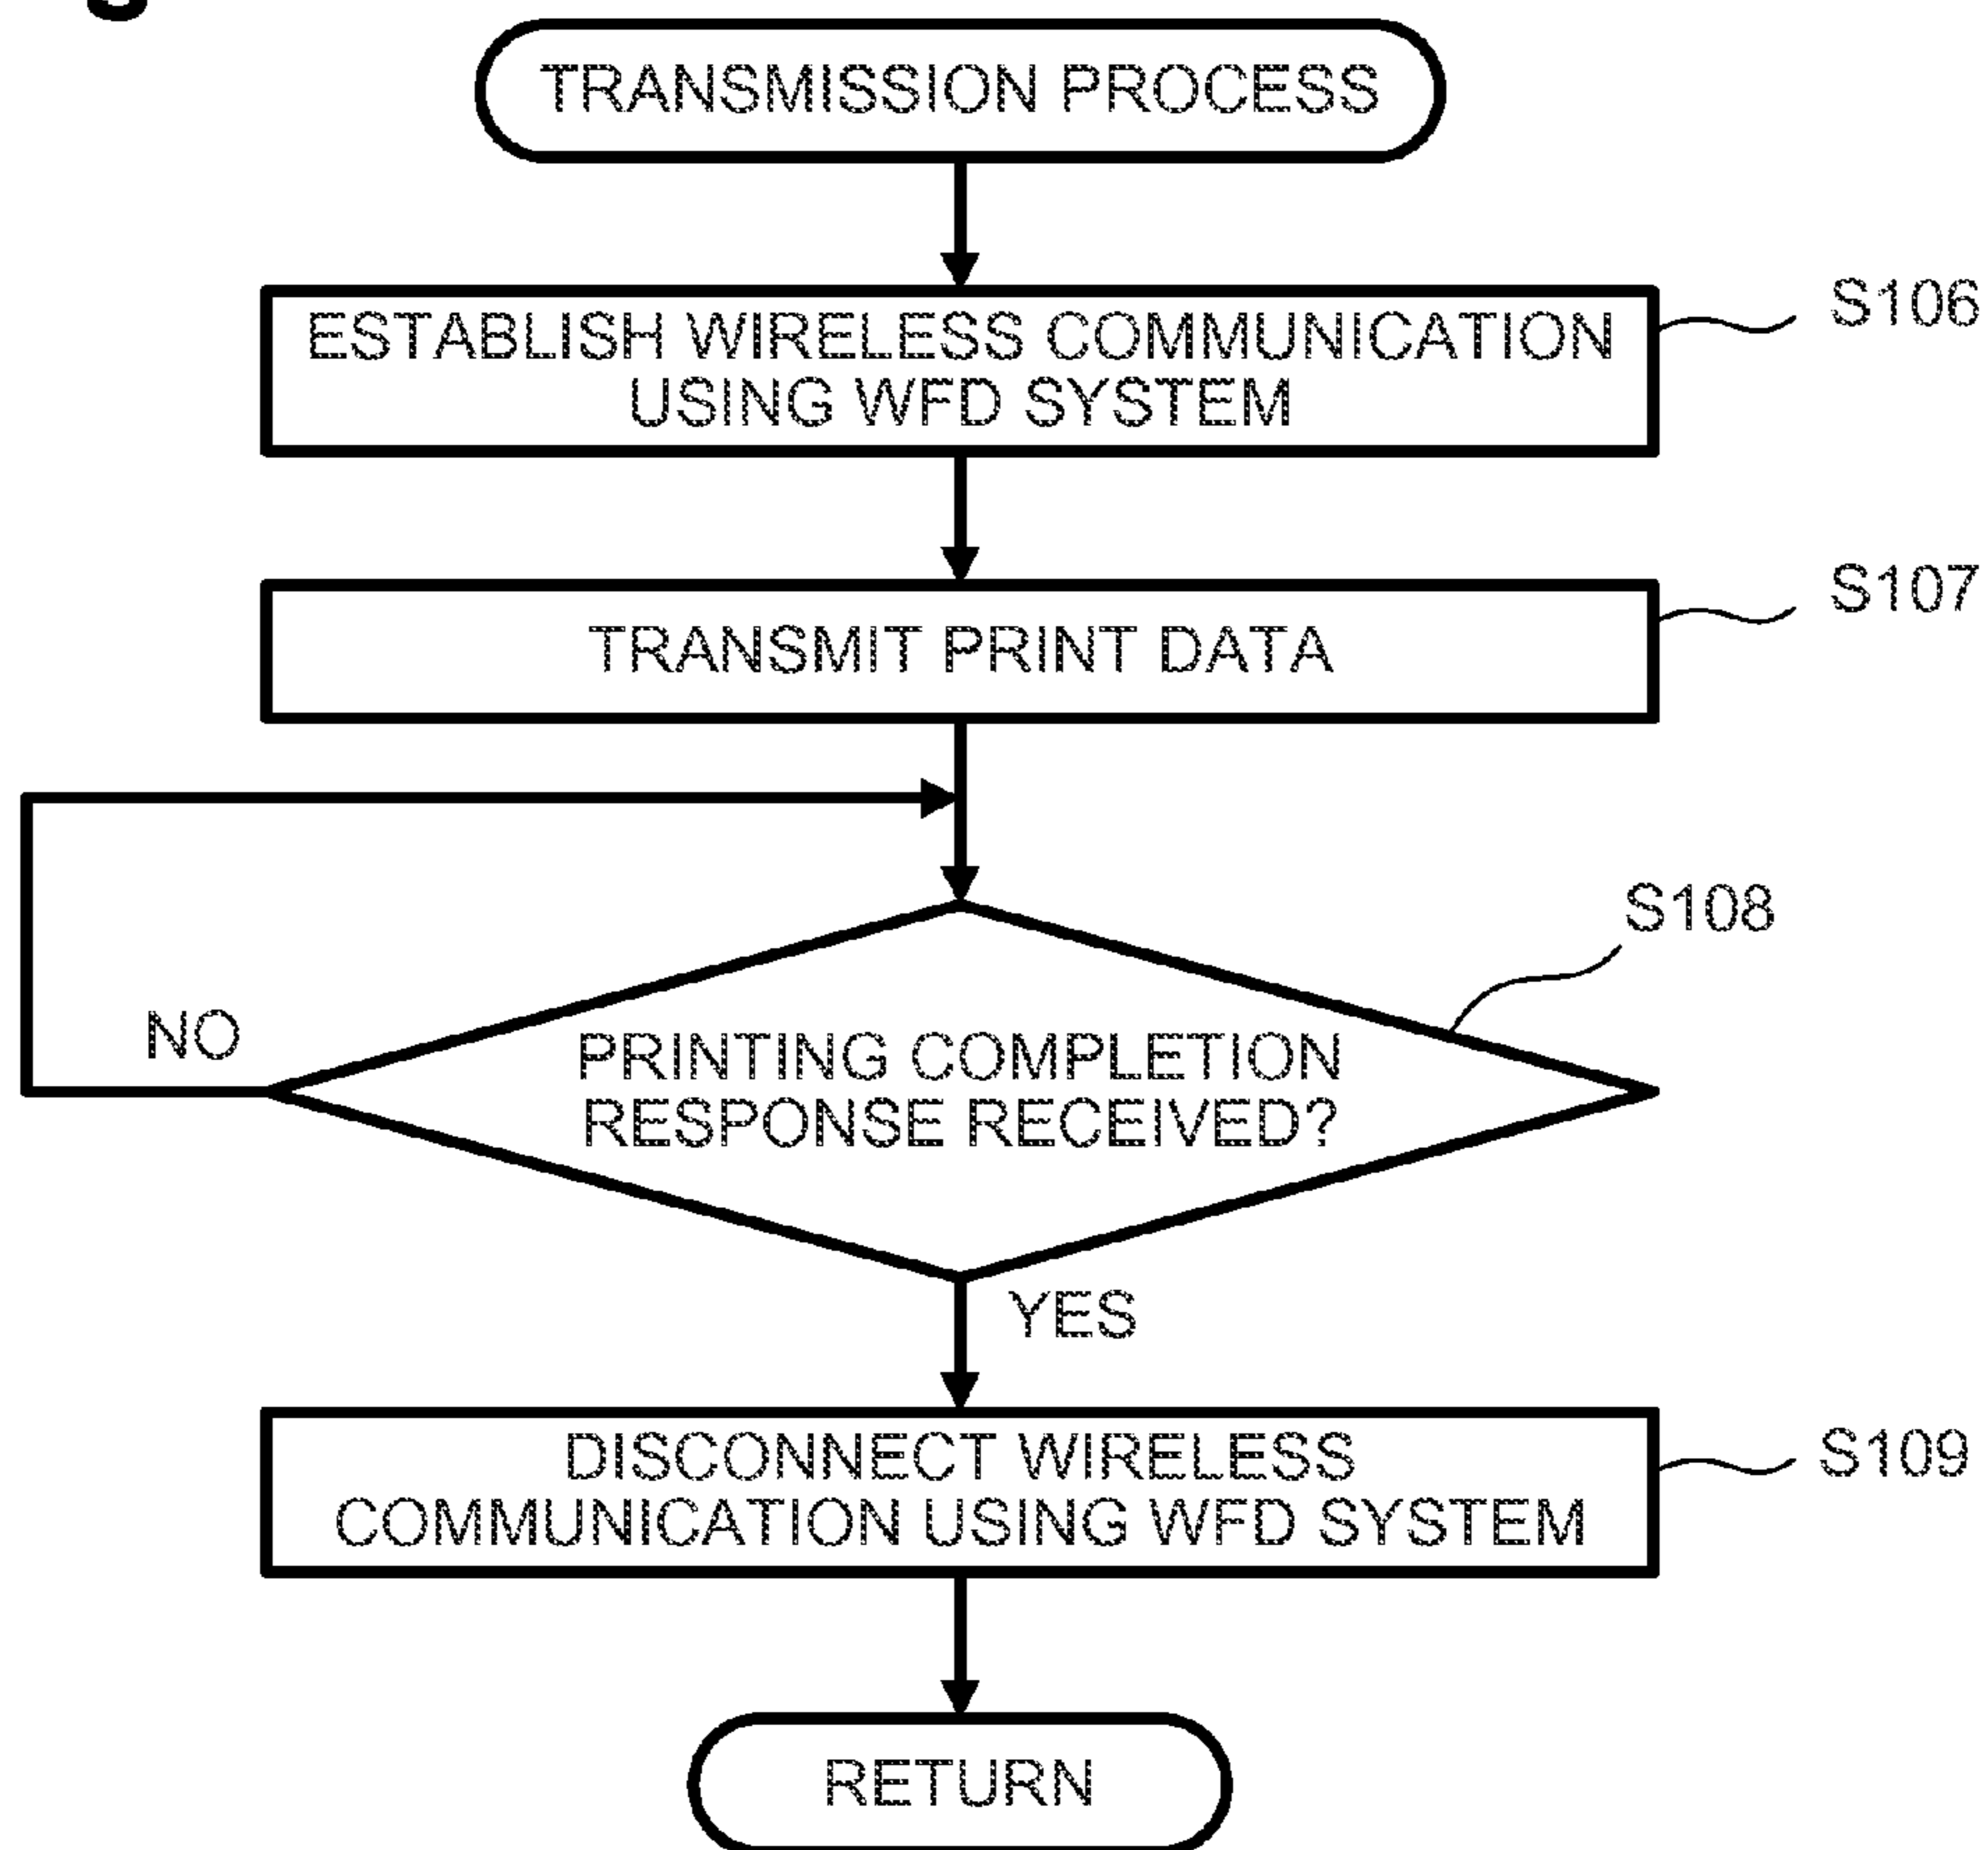 TRANSMISSION PROCESS
S106
ESTABLISH WIRELESS COMMUNICATION
USING WFD SYSTEM
S107
TRANSMIT PRINT DATA
S108
NO
PRINTING COMPLETION
RESPONSE RECEIVED?
YES
S109
DISCONNECT WIRELESS
COMMUNICATION USING WFD SYSTEM
RETURN